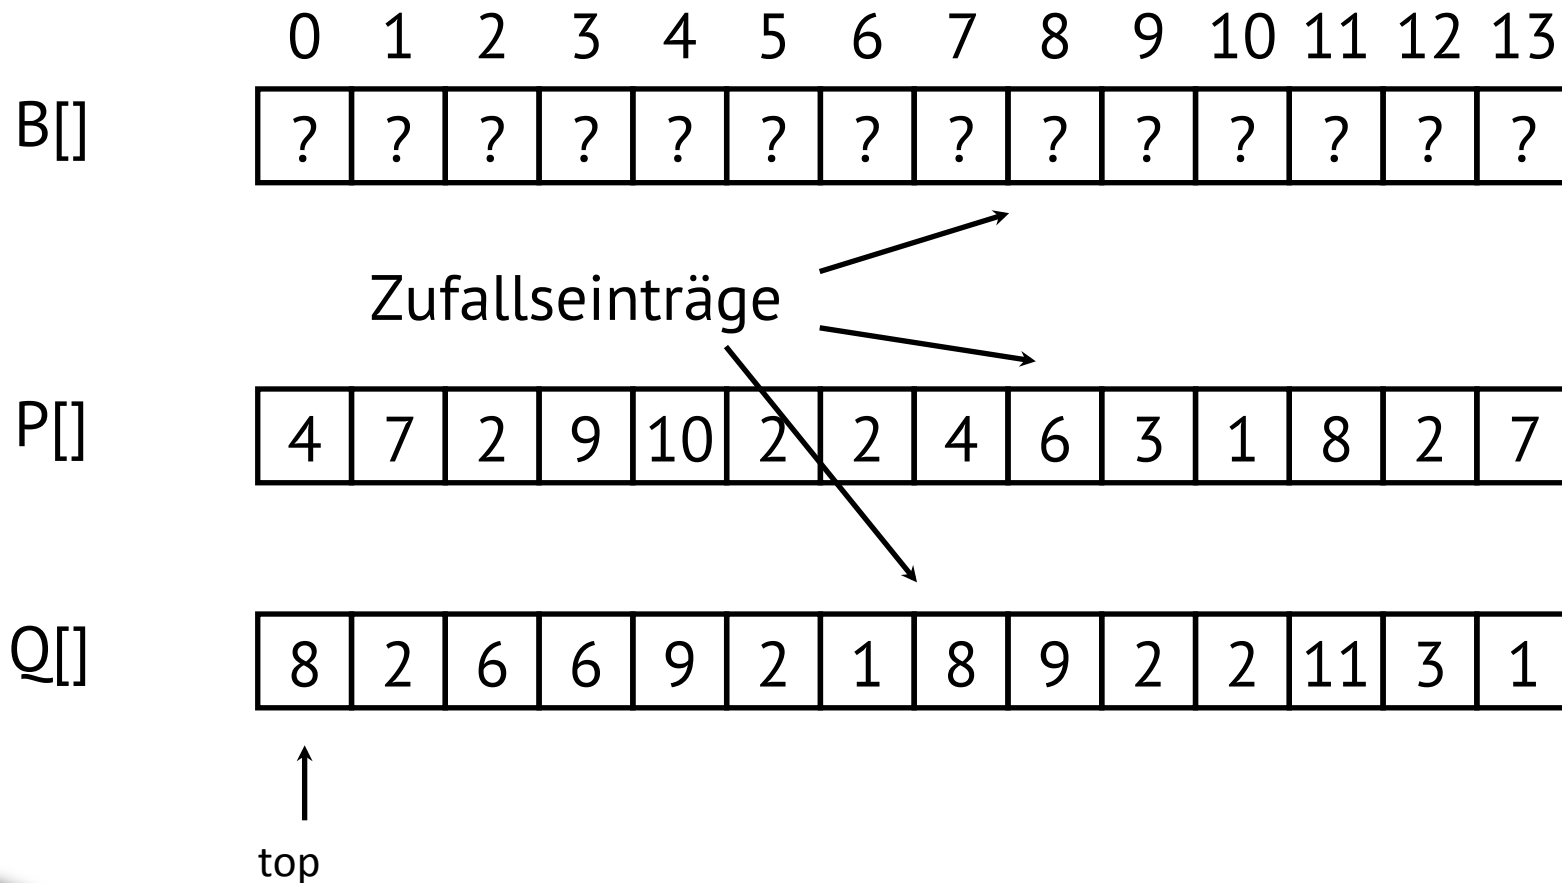 0 1 2 3 4 5 6 7 8 9 10 11 12 13
B[] ? ? ? ? ? ? ? ? ? ? ? ? ? ?
Zufallseinträge
P[] 4 7 2 9 10 2 2 4 6 3 1 8 2 7
Q[] 8 2 6 6 9 2 1 8 9 2 2 11 3 1
top